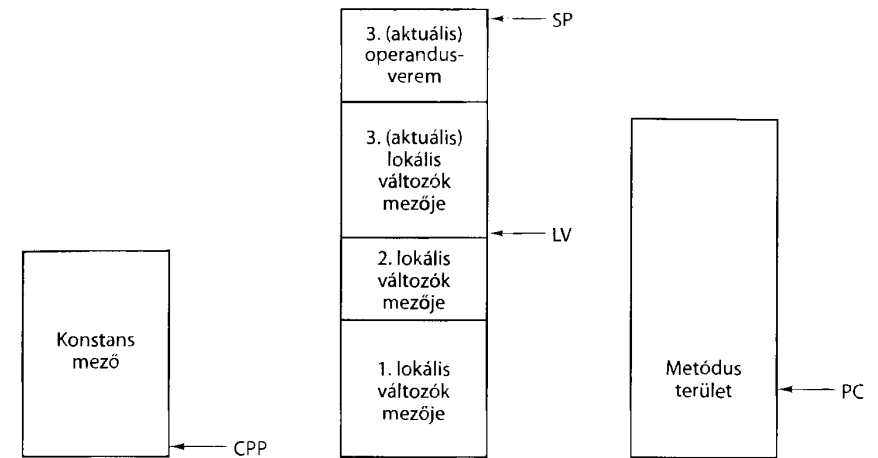 3. (aktuális)
operandus-
verem
SP
3. (aktuális)
lokális
változók
mezője
LV
2. lokális
változók
mezője
1. lokális
változók
mezője
Konstans
mező
CPP
Metódus
terület
PC